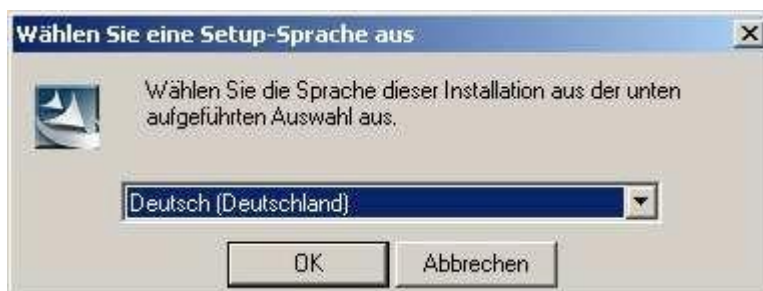 Wählen Sie eine Setup-Sprache aus
Wählen Sie die Sprache dieser Installation aus der unten
aufgeführten Auswahl aus.
Deutsch (Deutschland)
OK Abbrechen